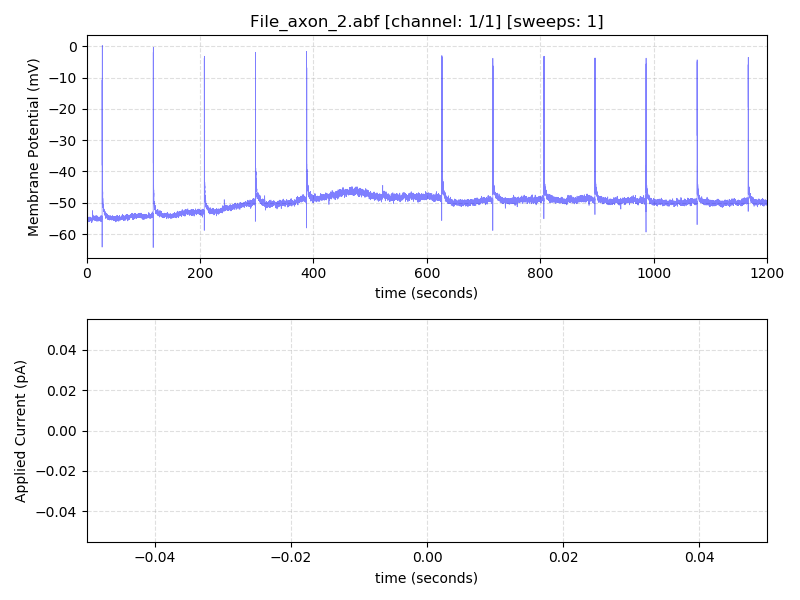 File_axon_2.abf [channel: 1/1] [sweeps: 1]
Membrane Potential (mV)
0
−10
−20
−30
−40
−50
−60
0 200 400 600 800 1000 1200
time (seconds)
Applied Current (pA)
0.04
0.02
0.00
−0.02
−0.04
−0.04 −0.02 0.00 0.02 0.04
time (seconds)